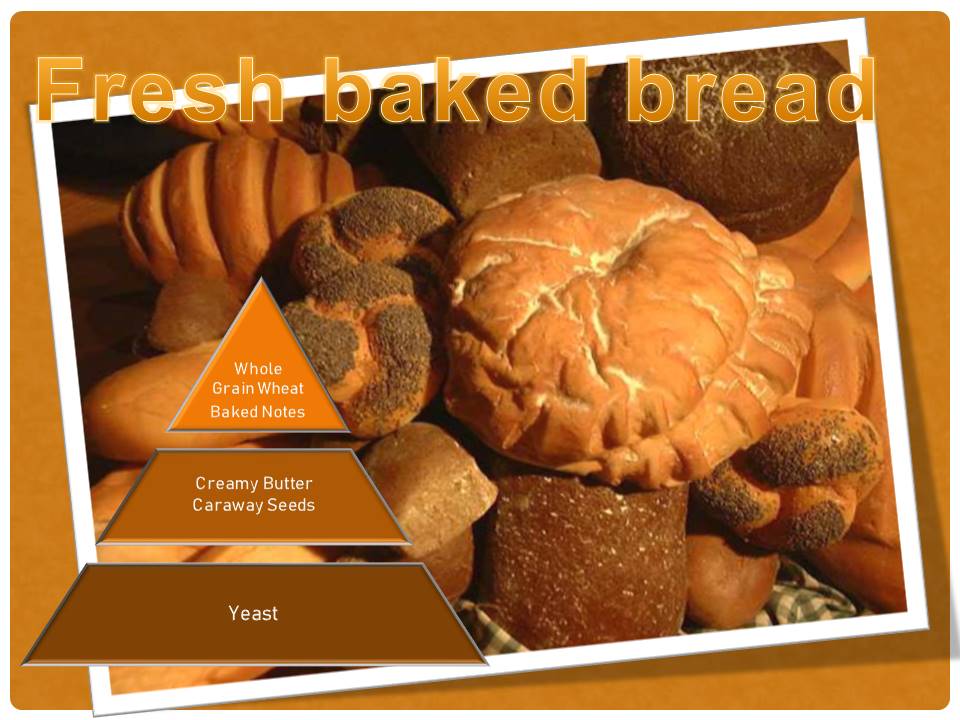 Fresh baked bread
Whole
Grain Wheat
Baked Notes
Creamy Butter
Caraway Seeds
Yeast